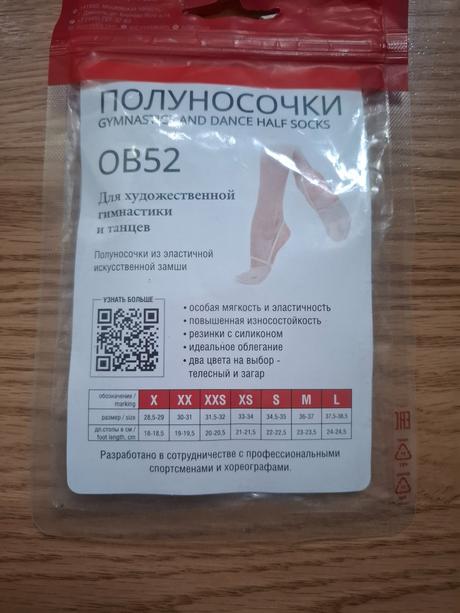 ПОЛУНОСОЧКИ
GYMNASTICK AND DANCE HALF SOCKS
ОВ52
Для художественной
гимнастики
и танцев
Полуносочки из эластичной
искусственной замши
УЗНАТЬ БОЛЬШЕ
• особая мягкость и эластичность
• повышенная износостойкость
• резинки с силиконом
• идеальное облегание
• два цвета на выбор -
телесный и загар
обозначение / marking X XX XXS XS S M L
размер / size 28,5-29 30-31 31,5-32 33-34 34,5-35 36-37 37,5-38,5
дл.стопы в см / foot length, cm 18-18,5 19-19,5 20-20,5 21-21,5 22-22,5 23-23,5 24-24,5
Разработано в сотрудничестве с профессиональными
спортсменами и хореографами.
EAC